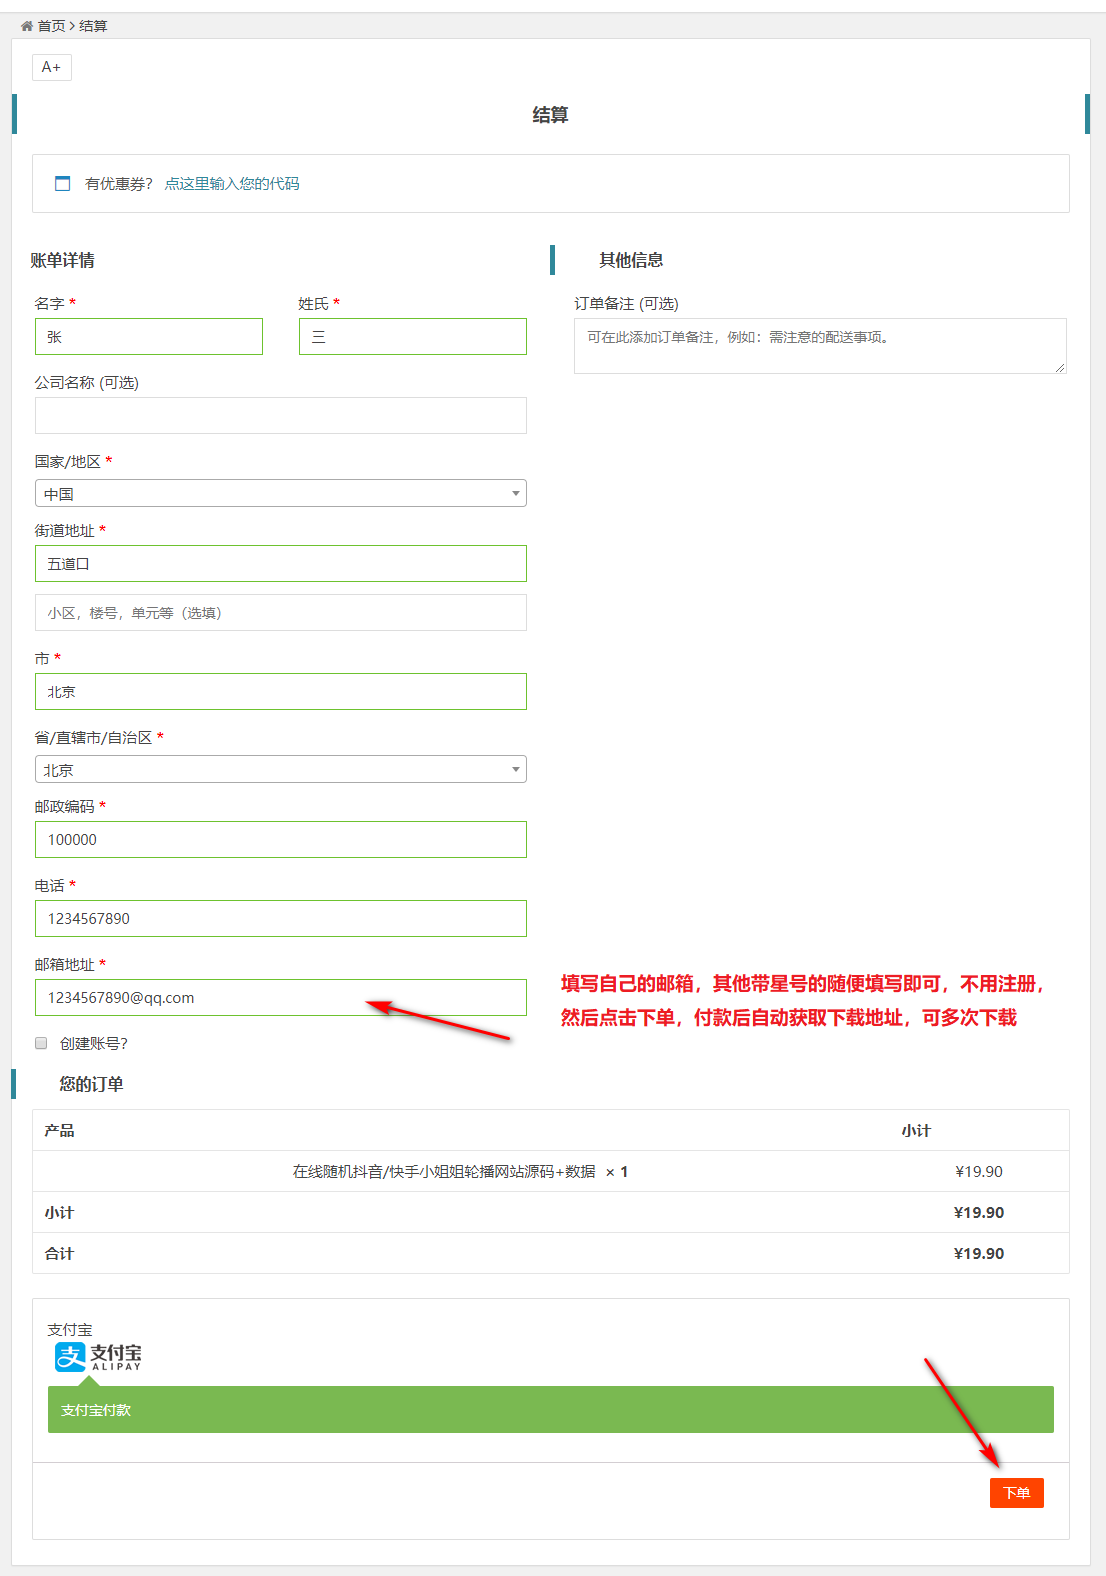 首页 > 结算
A+
结算
有优惠券？ 点这里输入您的代码
账单详情
名字 *
姓氏 *
张
三
公司名称 (可选)
国家/地区 *
中国
街道地址 *
五道口
小区，楼号，单元等（选填）
市 *
北京
省/直辖市/自治区 *
北京
邮政编码 *
100000
电话 *
1234567890
邮箱地址 *
1234567890@qq.com
创建账号?
其他信息
订单备注 (可选)
可在此添加订单备注，例如：需注意的配送事项。
填写自己的邮箱，其他带星号的随便填写即可，不用注册，
然后点击下单，付款后自动获取下载地址，可多次下载
您的订单
产品 小计
在线随机抖音/快手小姐姐轮播网站源码+数据 × 1 ¥19.90
小计 ¥19.90
合计 ¥19.90
支付宝
支付宝
ALIPAY
支付宝付款
下单